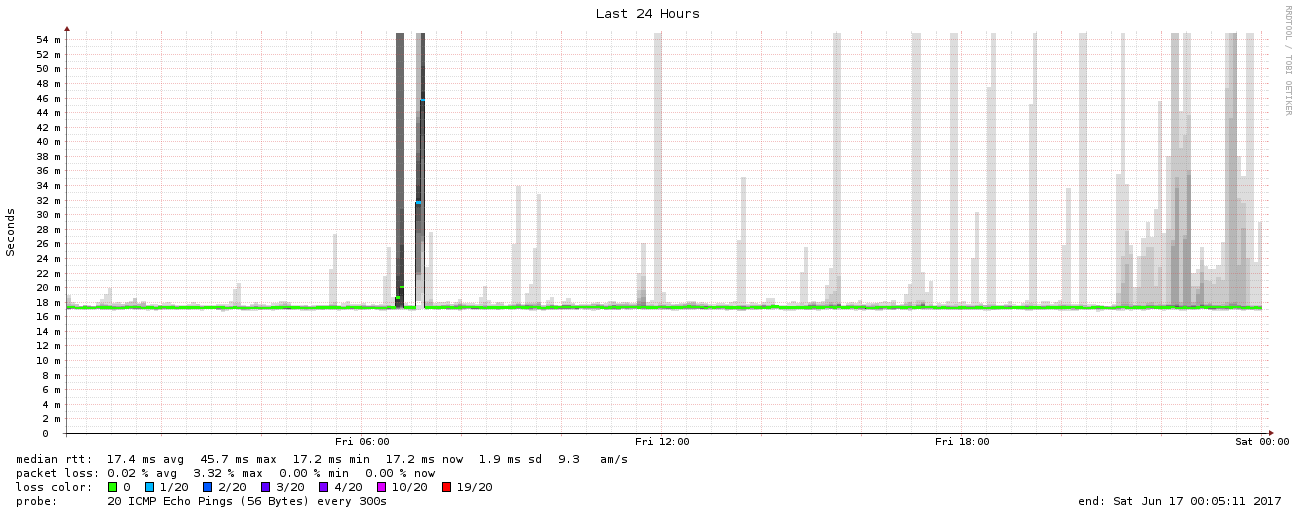 Last 24 Hours
RRDTOOL / TOBI OETIKER
Seconds
54 m
52 m
50 m
48 m
46 m
44 m
42 m
40 m
38 m
36 m
34 m
32 m
30 m
28 m
26 m
24 m
22 m
20 m
18 m
16 m
14 m
12 m
10 m
8 m
6 m
4 m
2 m
0
Fri 06:00 Fri 12:00 Fri 18:00 Sat 00:00
median rtt: 17.4 ms avg 45.7 ms max 17.2 ms min 17.2 ms now 1.9 ms sd 9.3 am/s
packet loss: 0.02 % avg 3.32 % max 0.00 % min 0.00 % now
loss color: 0 1/20 2/20 3/20 4/20 10/20 19/20
probe: 20 ICMP Echo Pings (56 Bytes) every 300s end: Sat Jun 17 00:05:11 2017